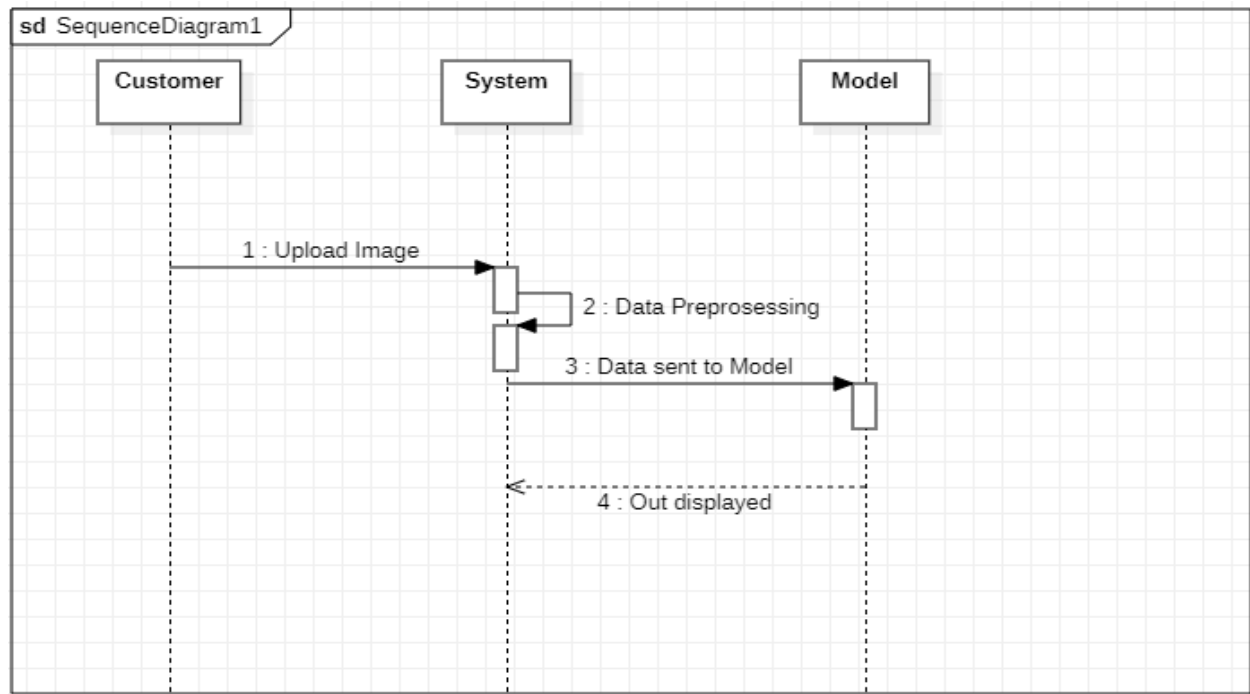 sd SequenceDiagram1
Customer
System
Model
1 : Upload Image
2 : Data Preprosessing
3 : Data sent to Model
4 : Out displayed